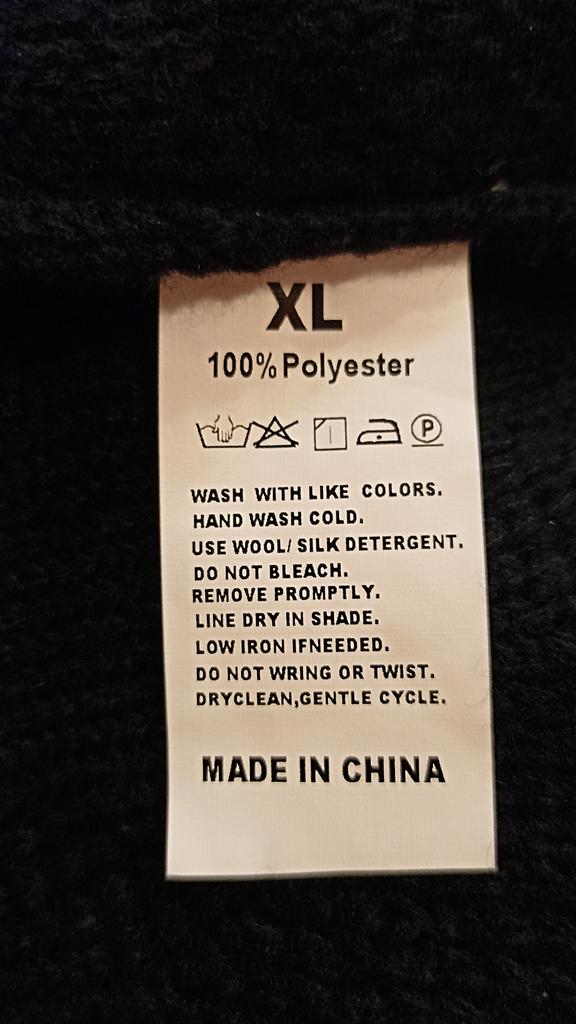 XL
100% Polyester
P
WASH WITH LIKE COLORS.
HAND WASH COLD.
USE WOOL/ SILK DETERGENT.
DO NOT BLEACH.
REMOVE PROMPTLY.
LINE DRY IN SHADE.
LOW IRON IFNEEDED.
DO NOT WRING OR TWIST.
DRYCLEAN,GENTLE CYCLE.
MADE IN CHINA